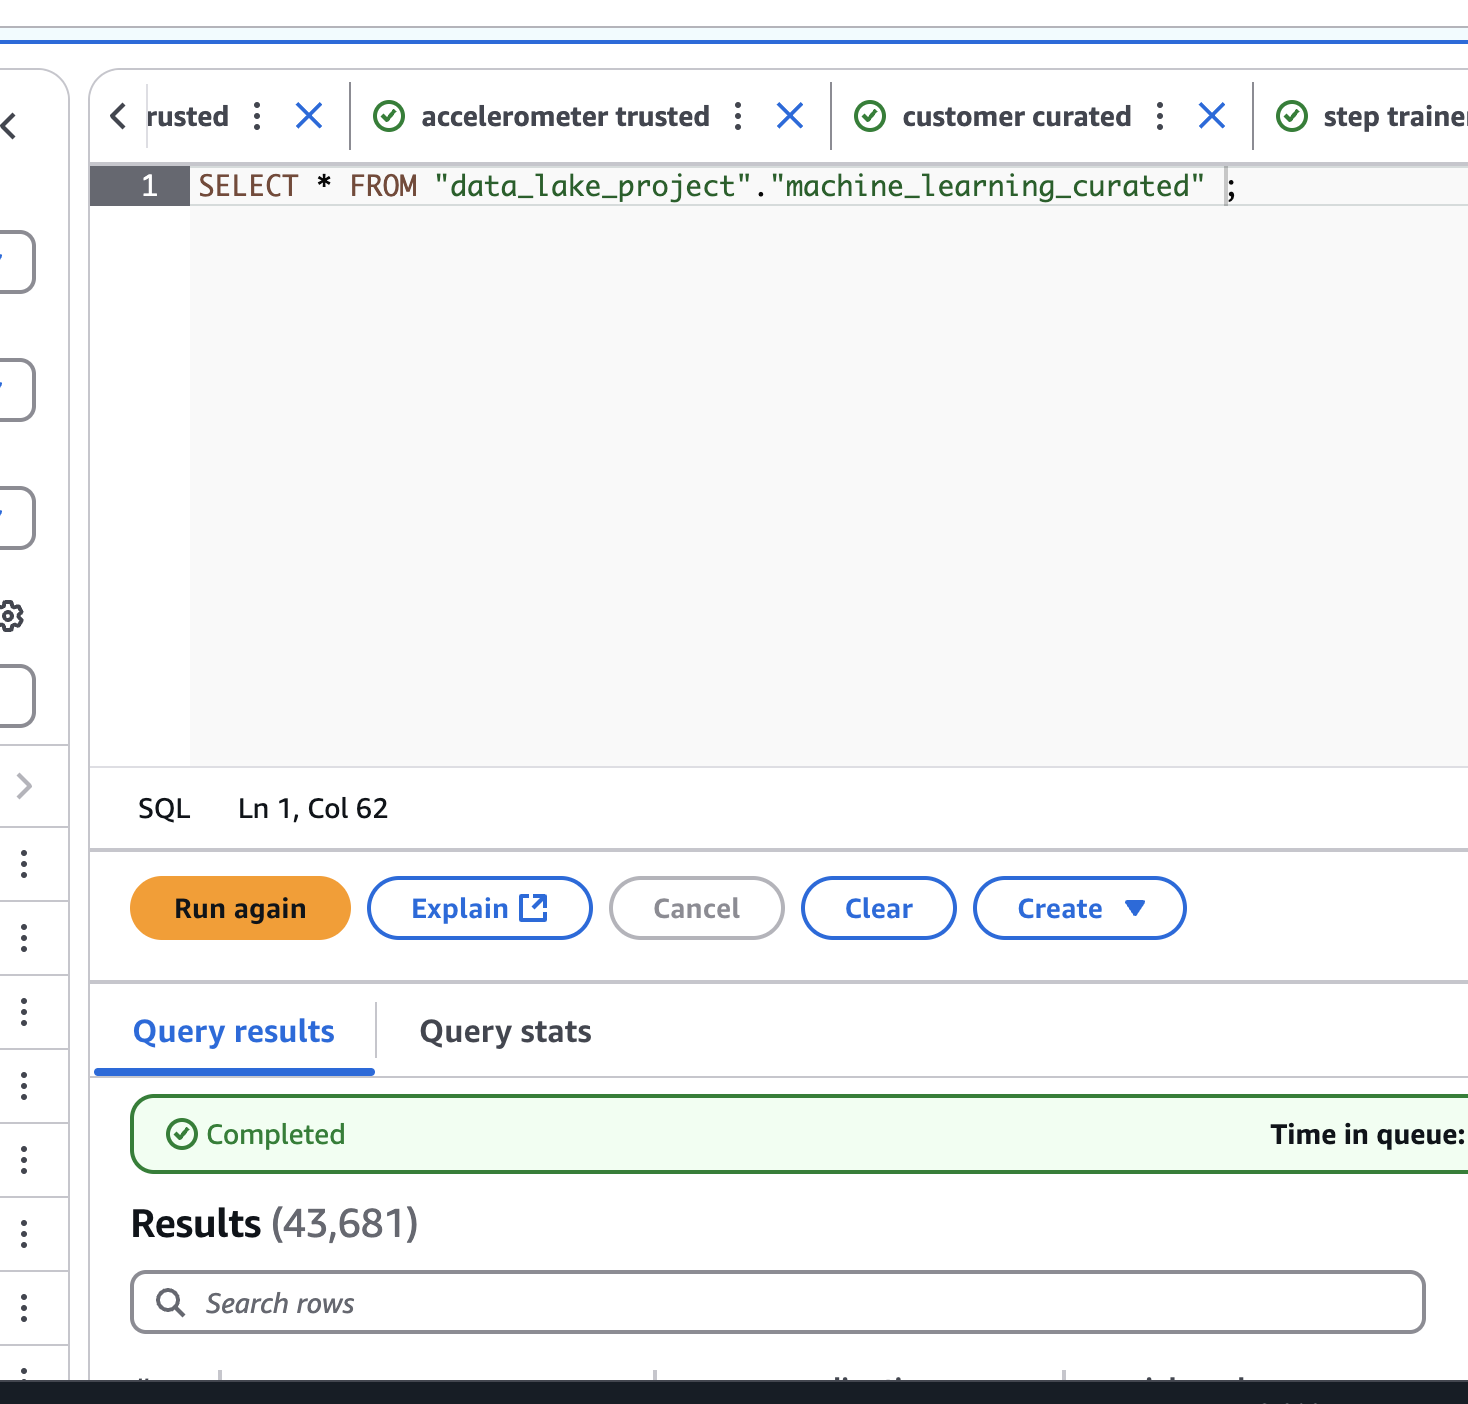 rusted accelerometer trusted customer curated step traine
1 SELECT * FROM "data_lake_project"."machine_learning_curated" ;
SQL Ln 1, Col 62
Run again Explain Cancel Clear Create
Query results Query stats
Completed Time in queue:
Results (43,681)
Search rows